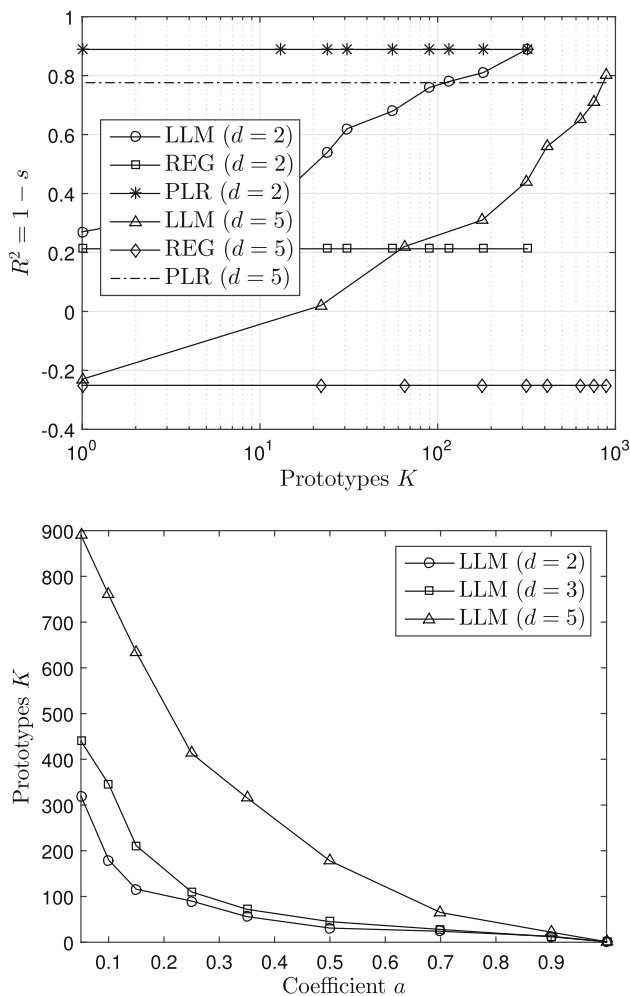 1
0.8
0.6
0.4
0.2
0
-0.2
-0.4
R² = 1 − s
LLM (d = 2)
REG (d = 2)
PLR (d = 2)
LLM (d = 5)
REG (d = 5)
PLR (d = 5)
10⁰ 10¹ 10² 10³
Prototypes K
900
800
700
600
500
400
300
200
100
0
Prototypes K
LLM (d = 2)
LLM (d = 3)
LLM (d = 5)
0.1 0.2 0.3 0.4 0.5 0.6 0.7 0.8 0.9
Coefficient a